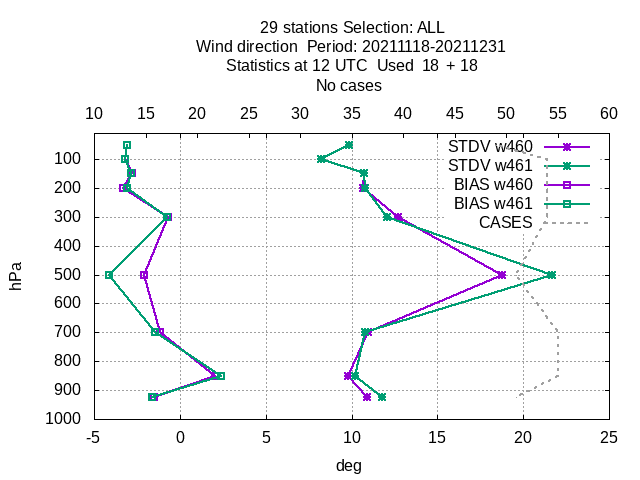 29 stations Selection: ALL
Wind direction  Period: 20211118-20211231
Statistics at 12 UTC  Used  18  + 18
No cases
10 15 20 25 30 35 40 45 50 55 60
STDV w460
STDV w461
BIAS w460
BIAS w461
CASES
100
200
300
400
500
600
700
800
900
1000
hPa
-5 0 5 10 15 20 25
deg